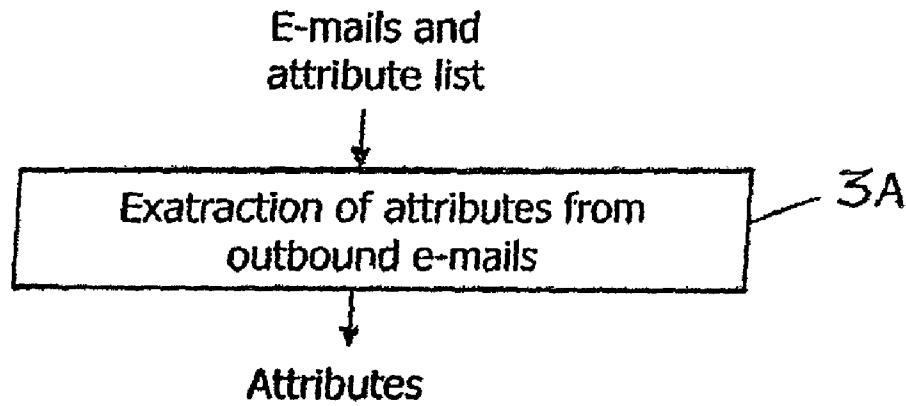 E-mails and
attribute list
Exatraction of attributes from
outbound e-mails
3A
Attributes